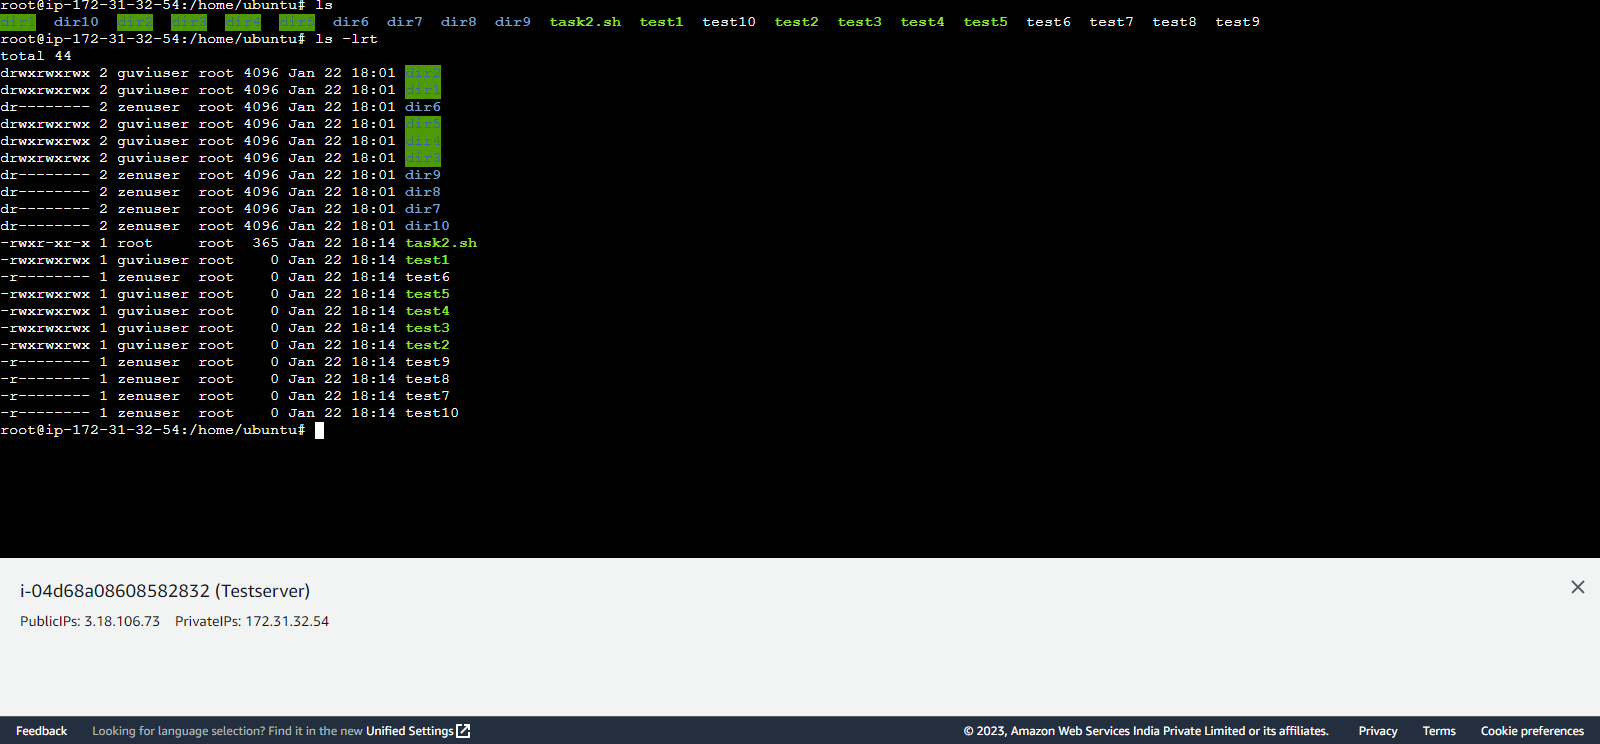 root@ip-172-31-32-54:/home/ubuntu# ls
dir1 dir10 dir2 dir3 dir4 dir5 dir6 dir7 dir8 dir9 task2.sh test1 test10 test2 test3 test4 test5 test6 test7 test8 test9
root@ip-172-31-32-54:/home/ubuntu# ls -lrt
total 44
drwxrwxrwx 2 guviuser root 4096 Jan 22 18:01 dir2
drwxrwxrwx 2 guviuser root 4096 Jan 22 18:01 dir1
dr-------- 2 zenuser root 4096 Jan 22 18:01 dir6
drwxrwxrwx 2 guviuser root 4096 Jan 22 18:01 dir5
drwxrwxrwx 2 guviuser root 4096 Jan 22 18:01 dir4
drwxrwxrwx 2 guviuser root 4096 Jan 22 18:01 dir3
dr-------- 2 zenuser root 4096 Jan 22 18:01 dir9
dr-------- 2 zenuser root 4096 Jan 22 18:01 dir8
dr-------- 2 zenuser root 4096 Jan 22 18:01 dir7
dr-------- 2 zenuser root 4096 Jan 22 18:01 dir10
-rwxr-xr-x 1 root root 365 Jan 22 18:14 task2.sh
-rwxrwxrwx 1 guviuser root 0 Jan 22 18:14 test1
-r-------- 1 zenuser root 0 Jan 22 18:14 test6
-rwxrwxrwx 1 guviuser root 0 Jan 22 18:14 test5
-rwxrwxrwx 1 guviuser root 0 Jan 22 18:14 test4
-rwxrwxrwx 1 guviuser root 0 Jan 22 18:14 test3
-rwxrwxrwx 1 guviuser root 0 Jan 22 18:14 test2
-r-------- 1 zenuser root 0 Jan 22 18:14 test9
-r-------- 1 zenuser root 0 Jan 22 18:14 test8
-r-------- 1 zenuser root 0 Jan 22 18:14 test7
-r-------- 1 zenuser root 0 Jan 22 18:14 test10
root@ip-172-31-32-54:/home/ubuntu#
i-04d68a08608582832 (Testserver)
PublicIPs: 3.18.106.73 PrivateIPs: 172.31.32.54
Feedback Looking for language selection? Find it in the new Unified Settings © 2023, Amazon Web Services India Private Limited or its affiliates. Privacy Terms Cookie preferences